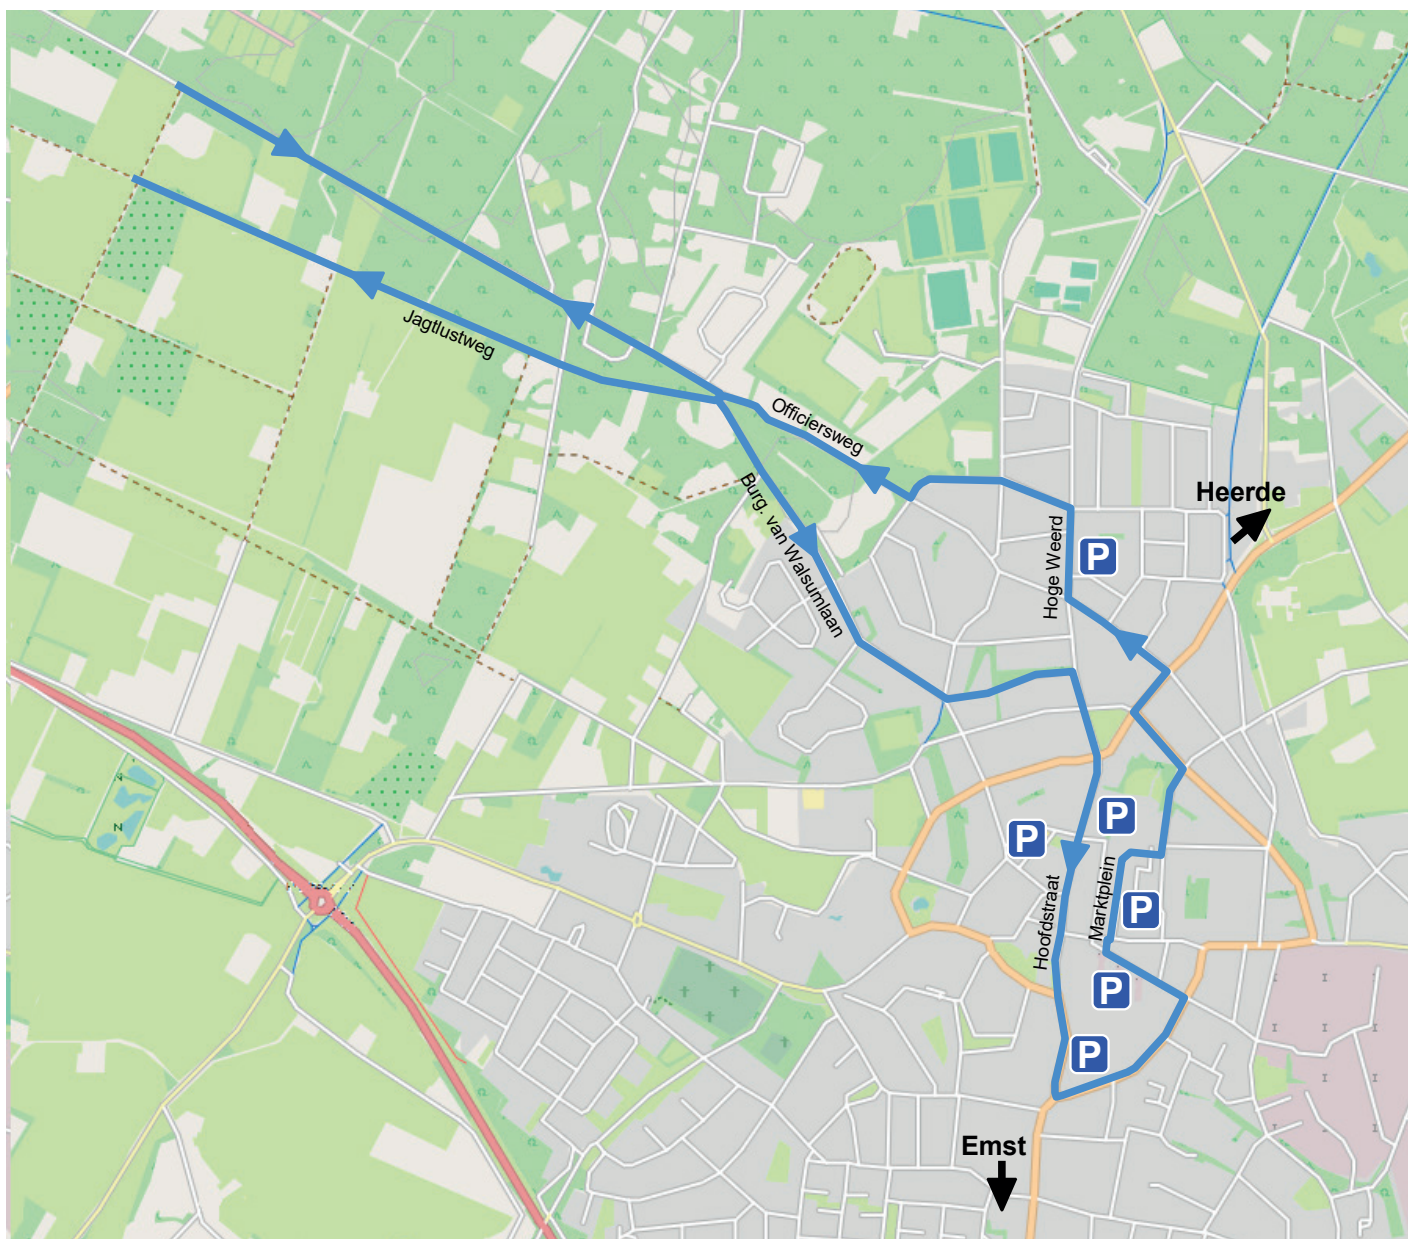 Jagtlustweg
Officiersweg
Heerde
Burg. van Walsumlaan
Hoge Weerd
P
P
P
Hoofdstraat
Marktplein
P
P
P
Emst
N
N